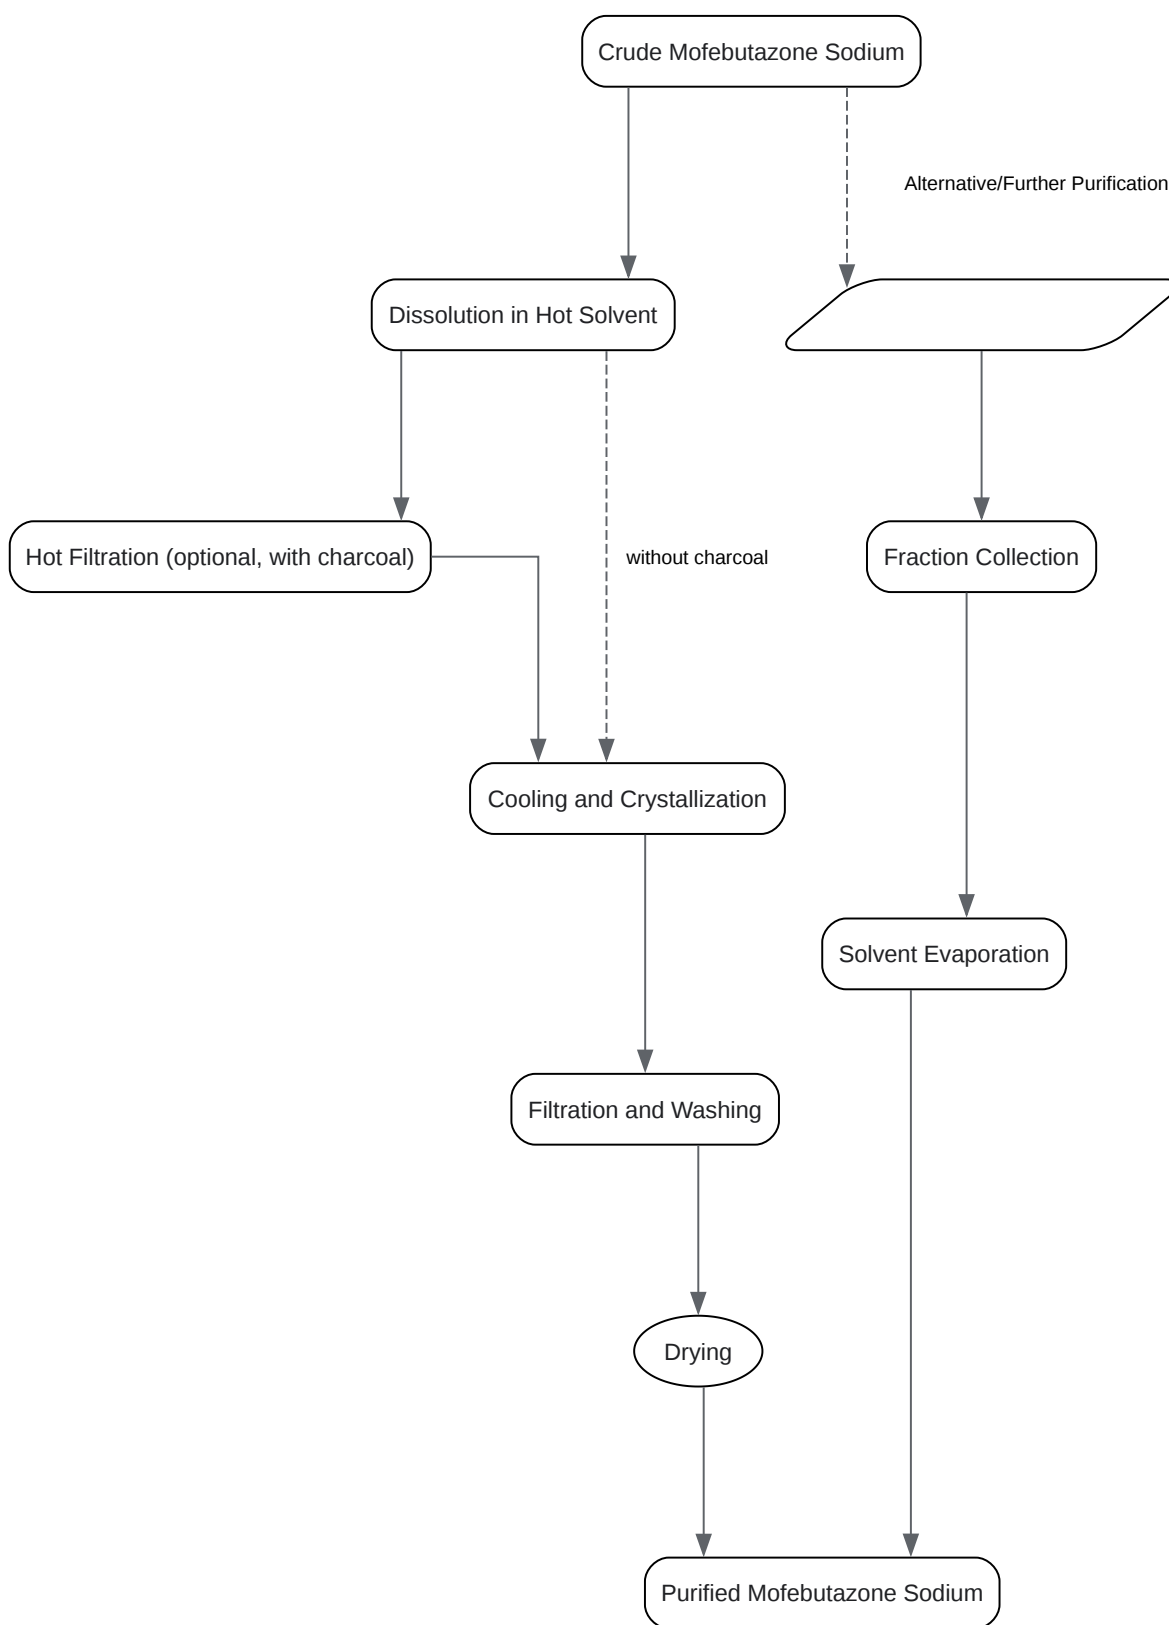 Crude Mofebutazone Sodium
Alternative/Further Purification
Dissolution in Hot Solvent
Hot Filtration (optional, with charcoal)
without charcoal
Fraction Collection
Cooling and Crystallization
Solvent Evaporation
Filtration and Washing
Drying
Purified Mofebutazone Sodium